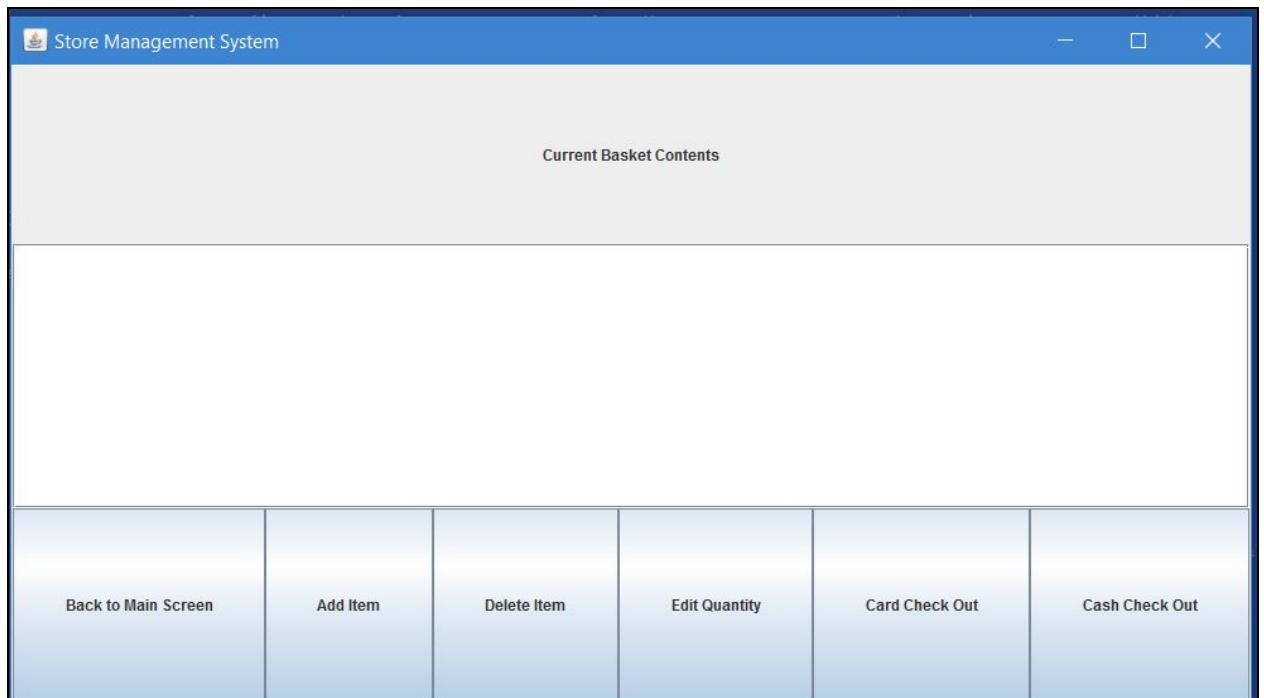 Store Management System
Current Basket Contents
Back to Main Screen Add Item Delete Item Edit Quantity Card Check Out Cash Check Out